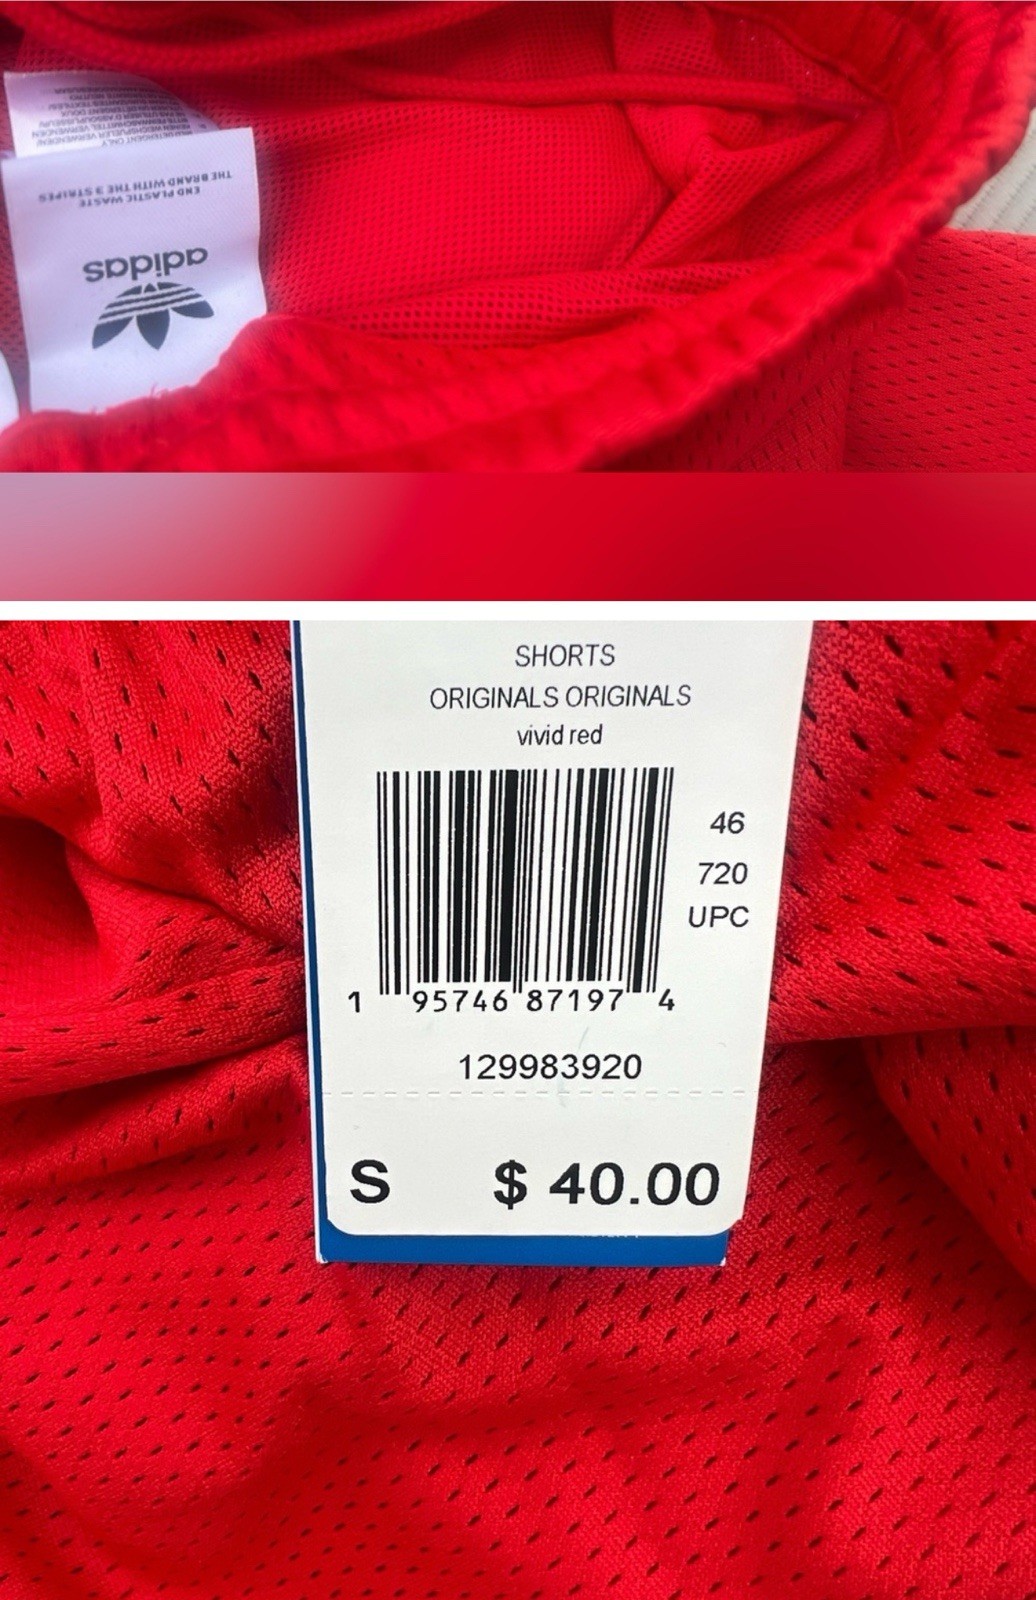 adidas
END PLASTIC WASTE
THE BRAND WITH THE 3 STRIPES
SHORTS
ORIGINALS ORIGINALS
vivid red
46
720
UPC
1 95746 87197 4
129983920
S $ 40.00